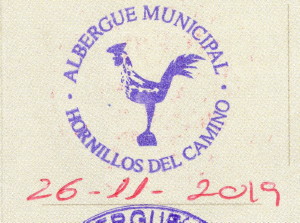 ALBERGUE MUNICIPAL
HORNILLOS DEL CAMINO
26-11-2019